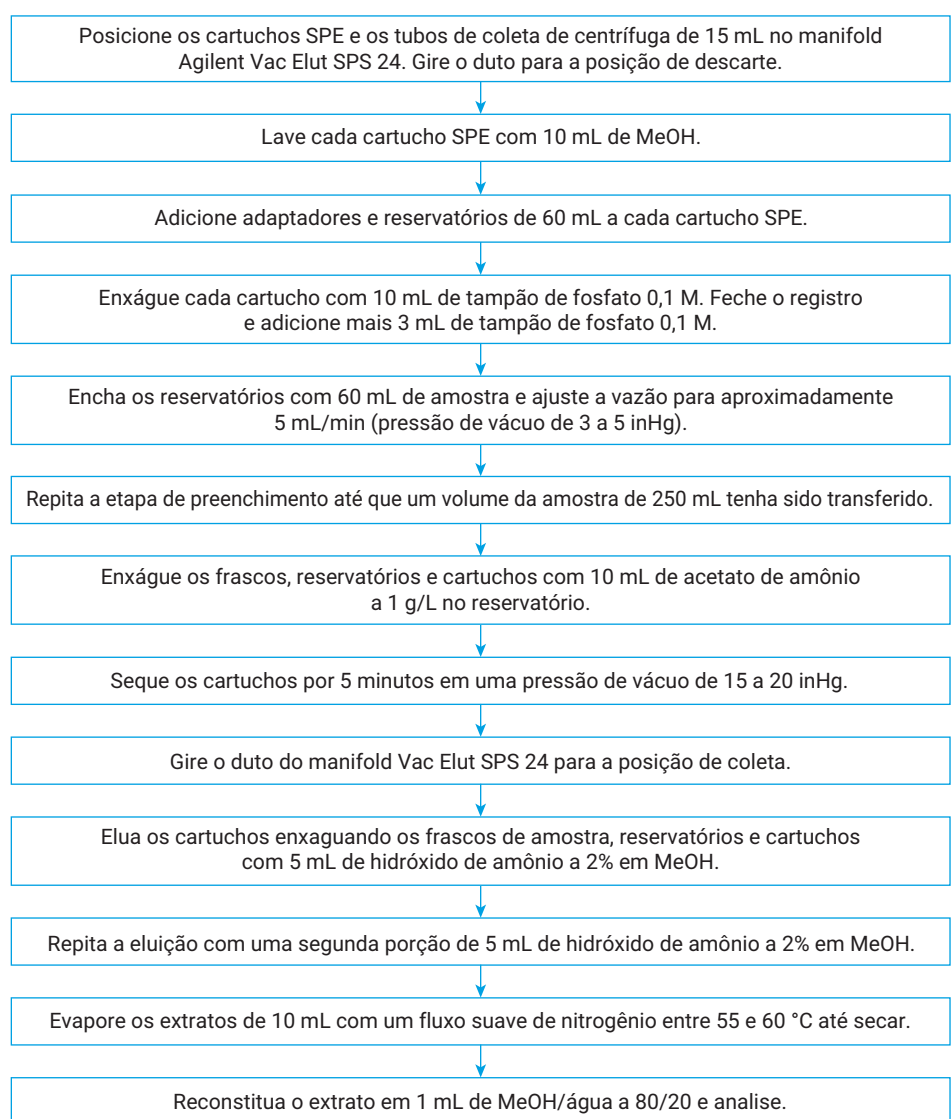 Posicione os cartuchos SPE e os tubos de coleta de centrífuga de 15 mL no manifold
Agilent Vac Elut SPS 24. Gire o duto para a posição de descarte.
Lave cada cartucho SPE com 10 mL de MeOH.
Adicione adaptadores e reservatórios de 60 mL a cada cartucho SPE.
Enxágue cada cartucho com 10 mL de tampão de fosfato 0,1 M. Feche o registro
e adicione mais 3 mL de tampão de fosfato 0,1 M.
Encha os reservatórios com 60 mL de amostra e ajuste a vazão para aproximadamente
5 mL/min (pressão de vácuo de 3 a 5 inHg).
Repita a etapa de preenchimento até que um volume da amostra de 250 mL tenha sido transferido.
Enxágue os frascos, reservatórios e cartuchos com 10 mL de acetato de amônio
a 1 g/L no reservatório.
Seque os cartuchos por 5 minutos em uma pressão de vácuo de 15 a 20 inHg.
Gire o duto do manifold Vac Elut SPS 24 para a posição de coleta.
Elua os cartuchos enxaguando os frascos de amostra, reservatórios e cartuchos
com 5 mL de hidróxido de amônio a 2% em MeOH.
Repita a eluição com uma segunda porção de 5 mL de hidróxido de amônio a 2% em MeOH.
Evapore os extratos de 10 mL com um fluxo suave de nitrogênio entre 55 e 60 °C até secar.
Reconstitua o extrato em 1 mL de MeOH/água a 80/20 e analise.